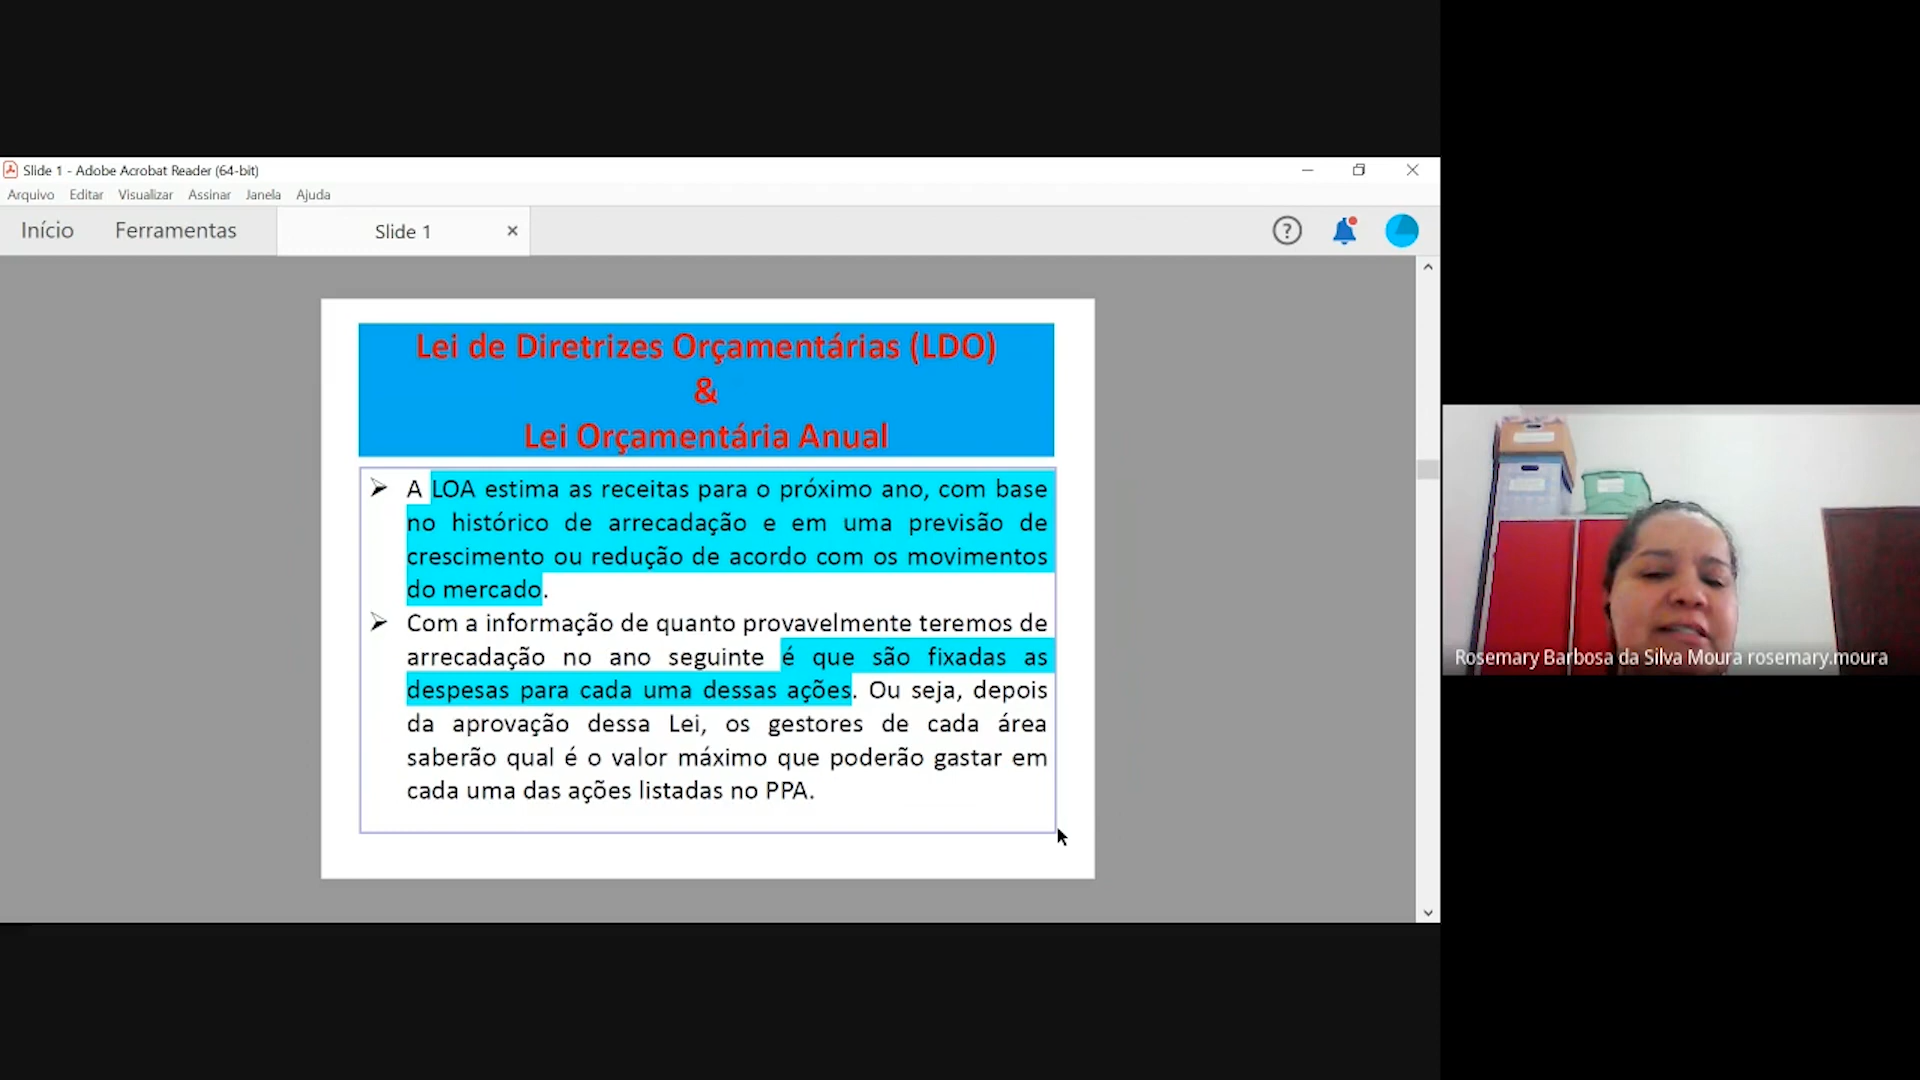 Slide 1 - Adobe Acrobat Reader (64-bit)
Arquivo Editar Visualizar Assinar Janela Ajuda
Início Ferramentas Slide 1
Lei de Diretrizes Orçamentárias (LDO)
&
Lei Orçamentária Anual
A LOA estima as receitas para o próximo ano, com base
no histórico de arrecadação e em uma previsão de
crescimento ou redução de acordo com os movimentos
do mercado.
Com a informação de quanto provavelmente teremos de
arrecadação no ano seguinte é que são fixadas as
despesas para cada uma dessas ações. Ou seja, depois
da aprovação dessa Lei, os gestores de cada área
saberão qual é o valor máximo que poderão gastar em
cada uma das ações listadas no PPA.
Rosemary Barbosa da Silva Moura rosemary.moura